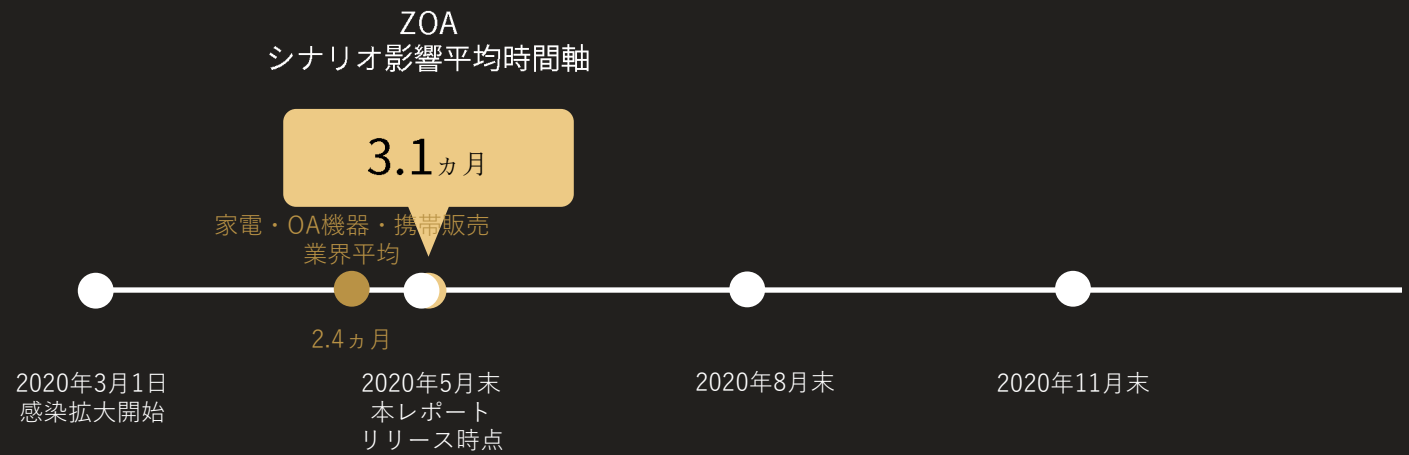 ZOA
シナリオ影響平均時間軸
3.1ヵ月
家電・OA機器・携帯販売
業界平均
2.4ヵ月
2020年3月1日
感染拡大開始
2020年5月末
本レポート
リリース時点
2020年8月末
2020年11月末